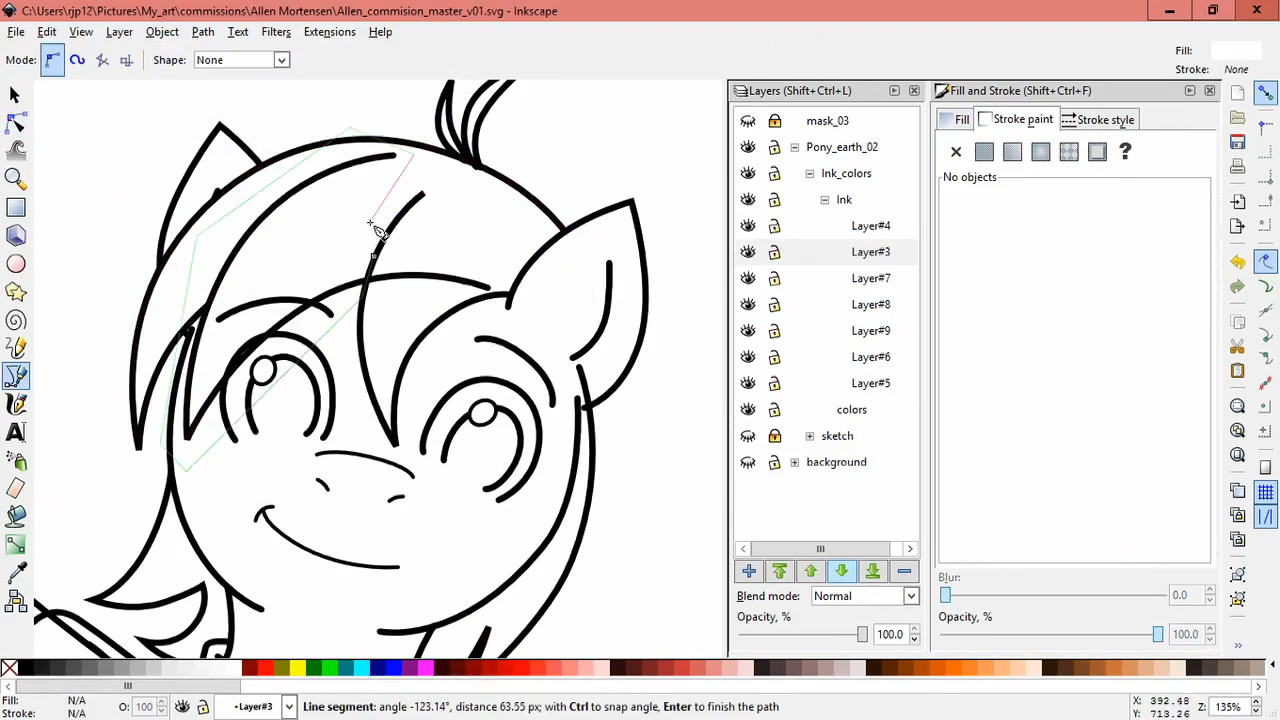 C:\Users\rjp12\Pictures\My_art\commissions\Allen Mortensen\Allen_commision_master_v01.svg - Inkscape
File Edit View Layer Object Path Text Filters Extensions Help
Mode: Shape: None
Fill:
Stroke: None
Layers (Shift+Ctrl+L)
Fill and Stroke (Shift+Ctrl+F)
Fill Stroke paint Stroke style
No objects
mask_03
Pony_earth_02
Ink_colors
Ink
Layer#4
Layer#3
Layer#7
Layer#8
Layer#9
Layer#6
Layer#5
colors
sketch
background
Blend mode: Normal
Opacity, %
100.0
Blur:
0.0
Opacity, %
100.0
Fill: N/A
Stroke: N/A
O: 100
•Layer#3
Line segment: angle -123.14°, distance 63.55 px; with Ctrl to snap angle, Enter to finish the path
X: 392.48
Y: 713.26
Z: 135%